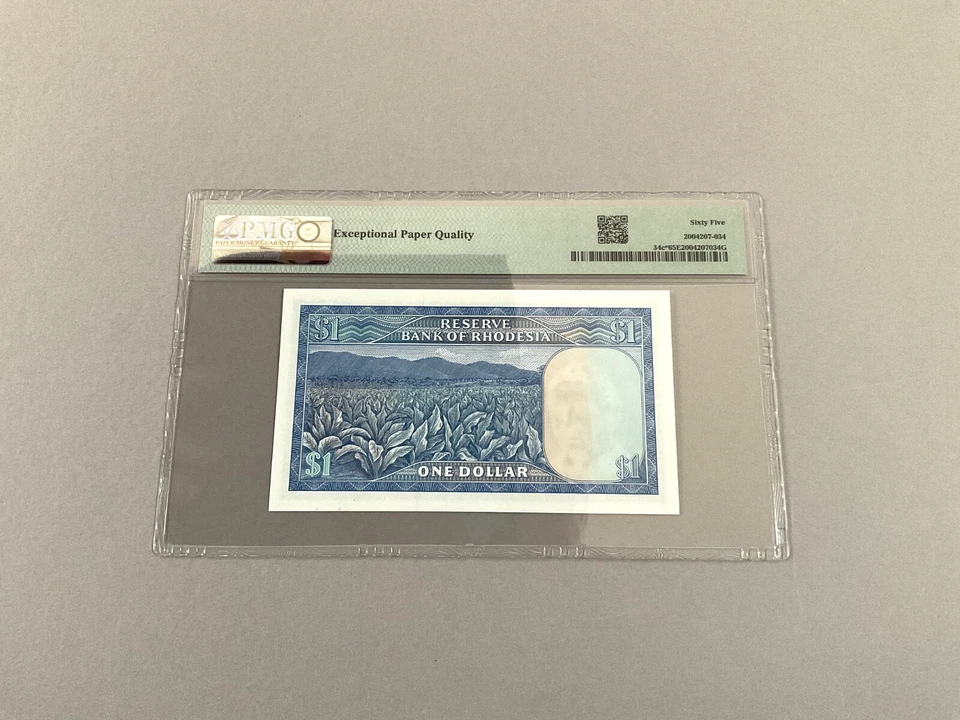 PMG
PAPER MONEY GUARANTY
Exceptional Paper Quality
Sixty Five
2004207-034
34c*65E2004207034G
$1
RESERVE
BANK OF RHODESIA
$1
$1
ONE DOLLAR
$1